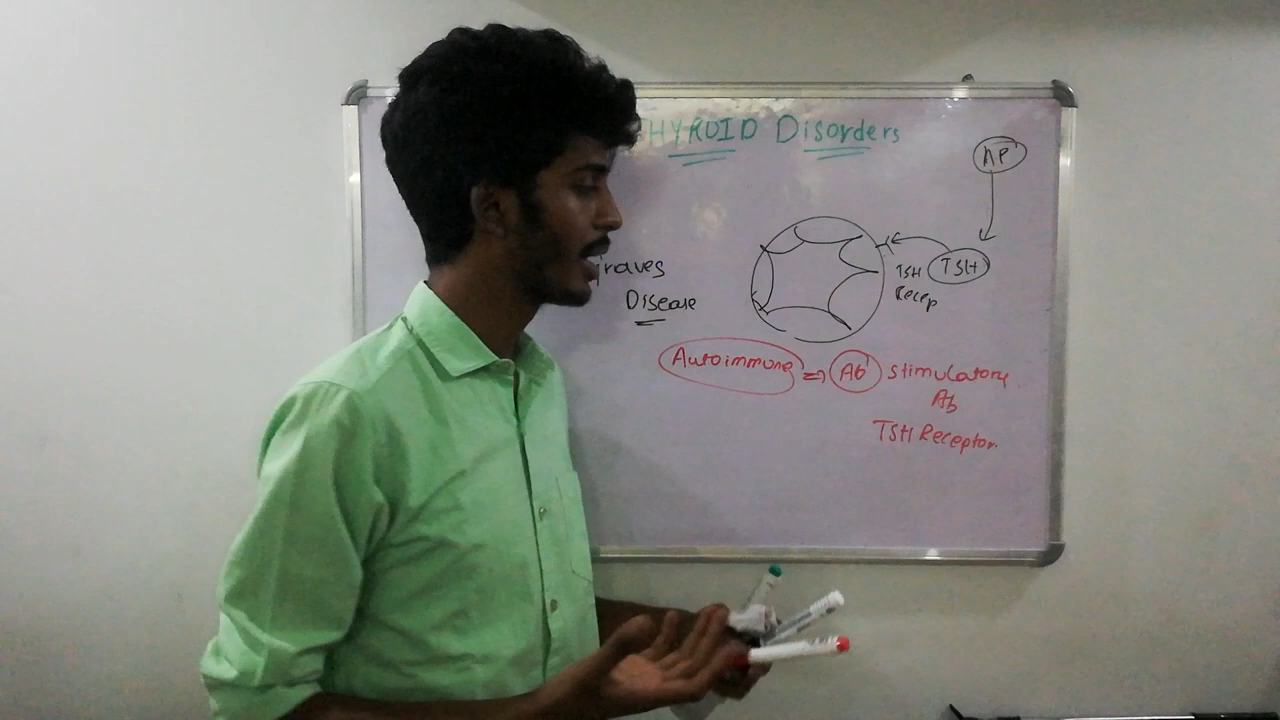 HYROID Disorders
AP
TSH
TSH
Recep
raves
Disease
Autoimmune => Ab stimulatory
Ab
TSH Receptor.